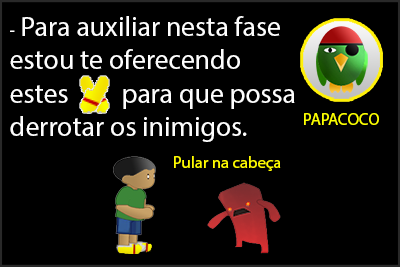 - Para auxiliar nesta fase
estou te oferecendo
estes para que possa
derrotar os inimigos.
PAPACOCO
Pular na cabeça